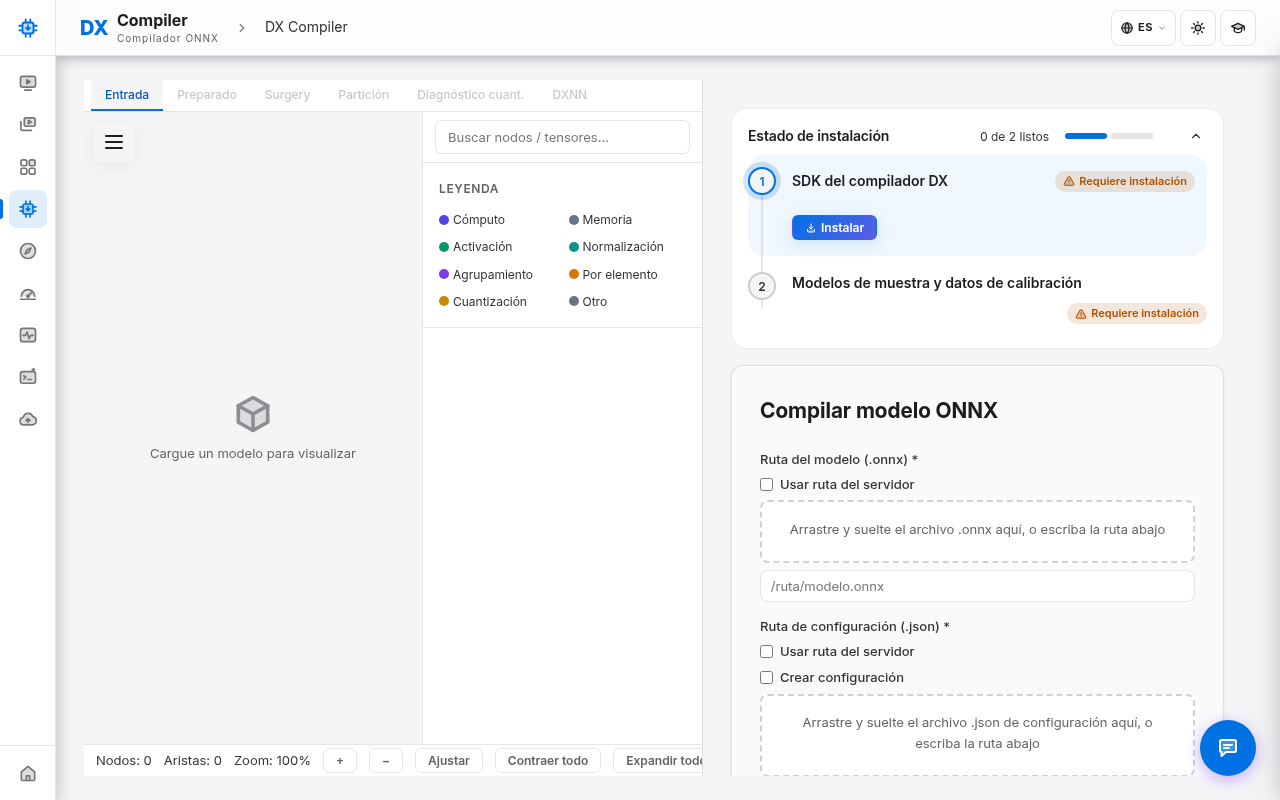 DX
Compiler
Compilador ONNX
DX Compiler
ES
Entrada
Preparado
Surgery
Partición
Diagnóstico cuant.
DXNN
Buscar nodos / tensores...
LEYENDA
Cómputo
Memoria
Activación
Normalización
Agrupamiento
Por elemento
Cuantización
Otro
Cargue un modelo para visualizar
Nodos: 0
Aristas: 0
Zoom: 100%
+
−
Ajustar
Contraer todo
Expandir todo
Estado de instalación
0 de 2 listos
1
SDK del compilador DX
Requiere instalación
Instalar
2
Modelos de muestra y datos de calibración
Requiere instalación
Compilar modelo ONNX
Ruta del modelo (.onnx) *
Usar ruta del servidor
Arrastre y suelte el archivo .onnx aquí, o escriba la ruta abajo
/ruta/modelo.onnx
Ruta de configuración (.json) *
Usar ruta del servidor
Crear configuración
Arrastre y suelte el archivo .json de configuración aquí, o
escriba la ruta abajo